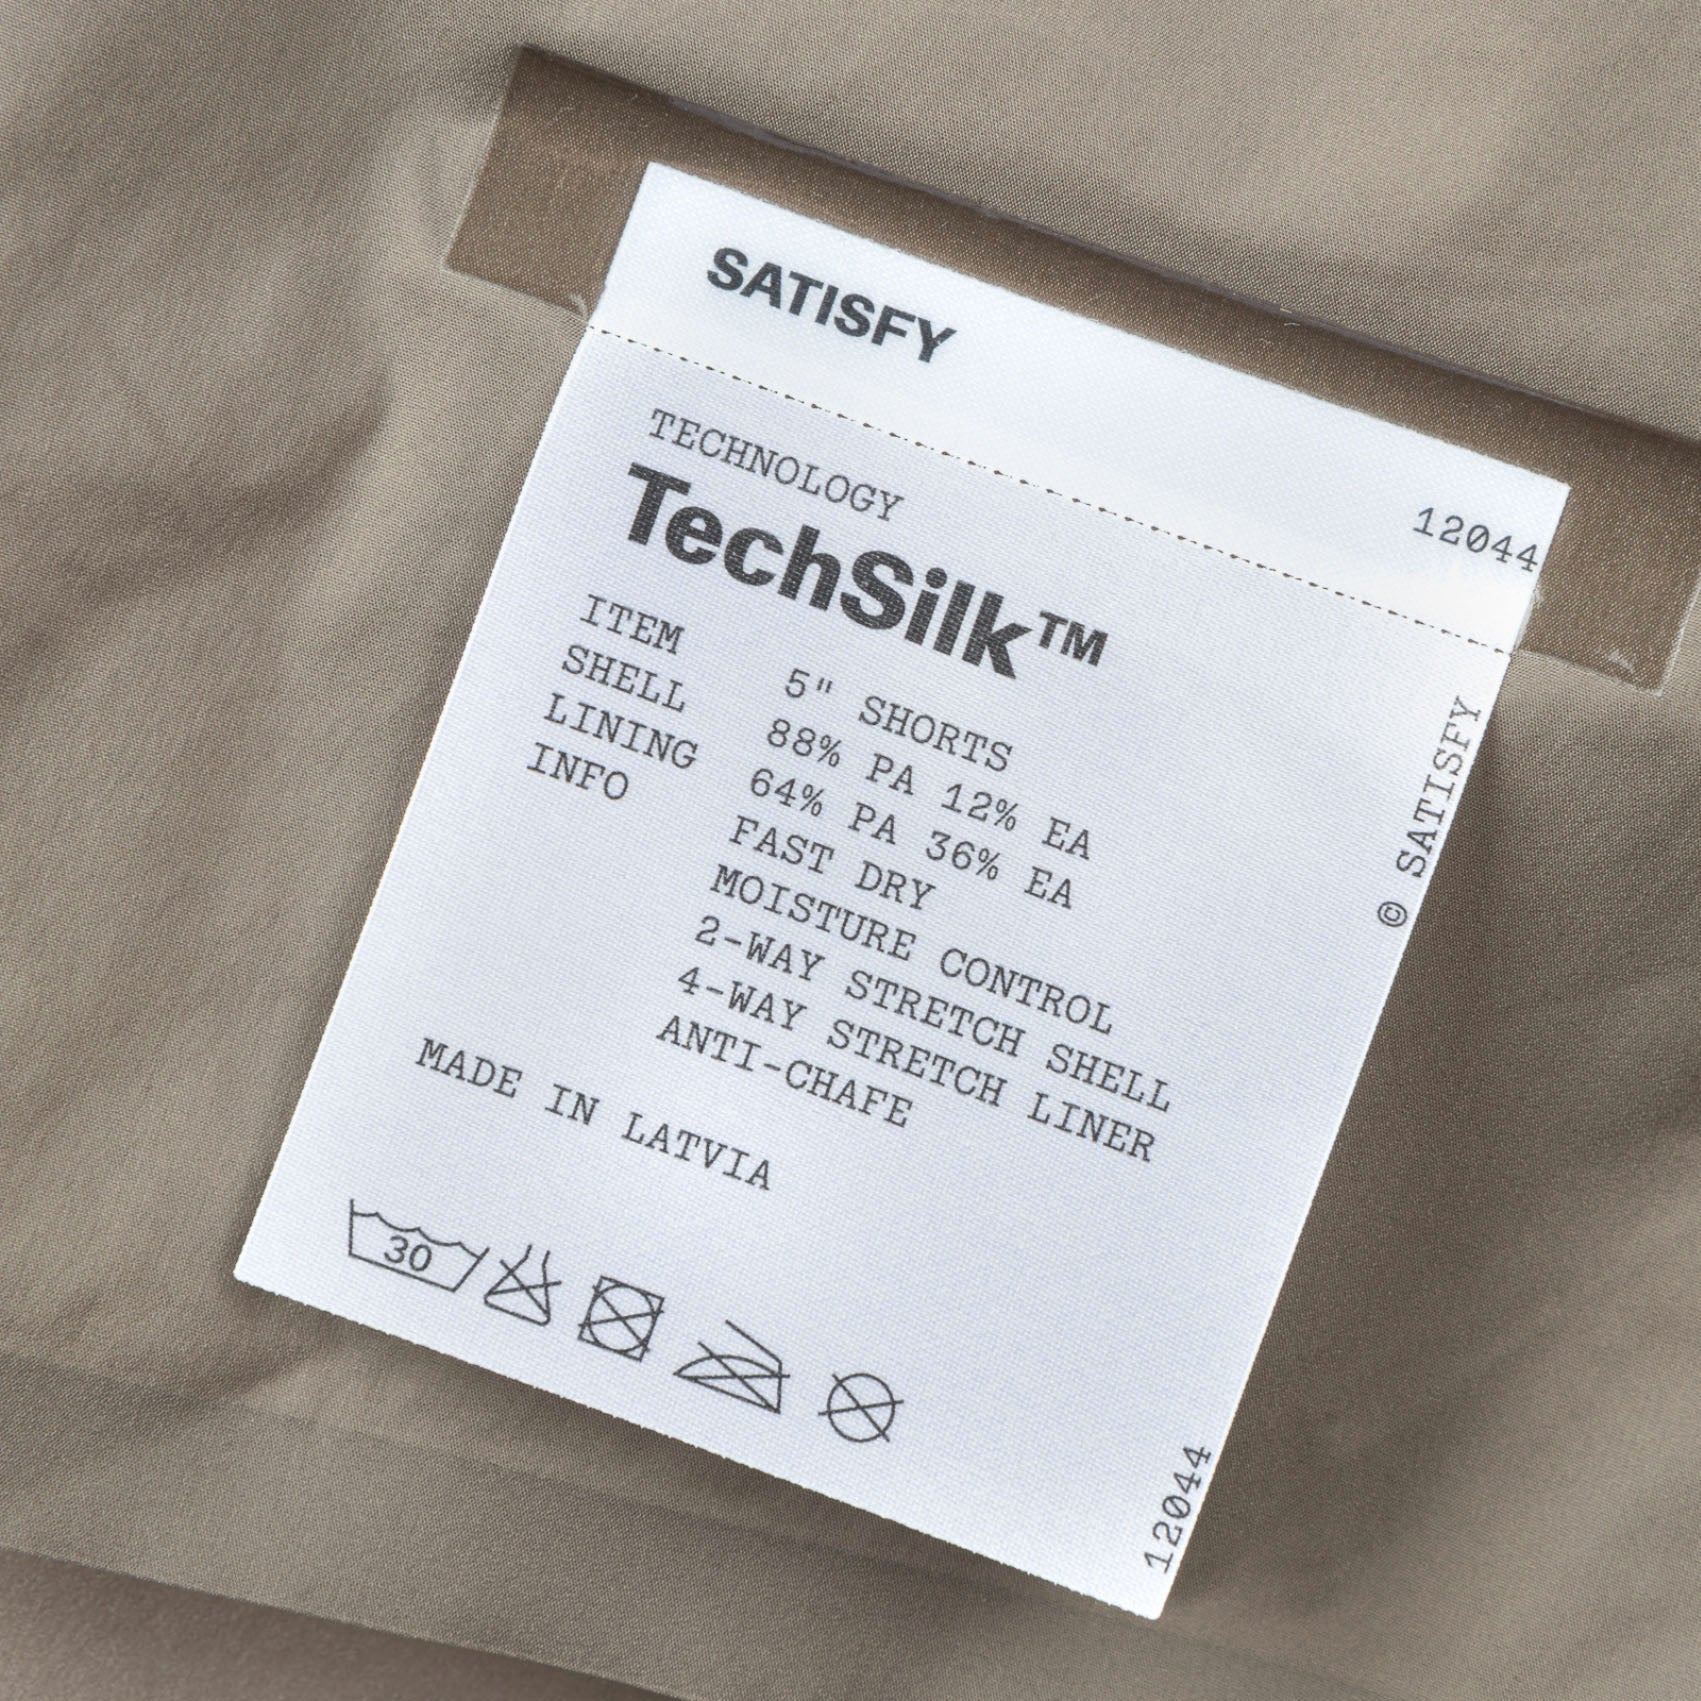 SATISFY
12044
TECHNOLOGY
TechSilk™
ITEM 5" SHORTS
SHELL 88% PA 12% EA
LINING 64% PA 36% EA
INFO FAST DRY
MOISTURE CONTROL
2-WAY STRETCH SHELL
4-WAY STRETCH LINER
ANTI-CHAFE
MADE IN LATVIA
30
© SATISFY
12044